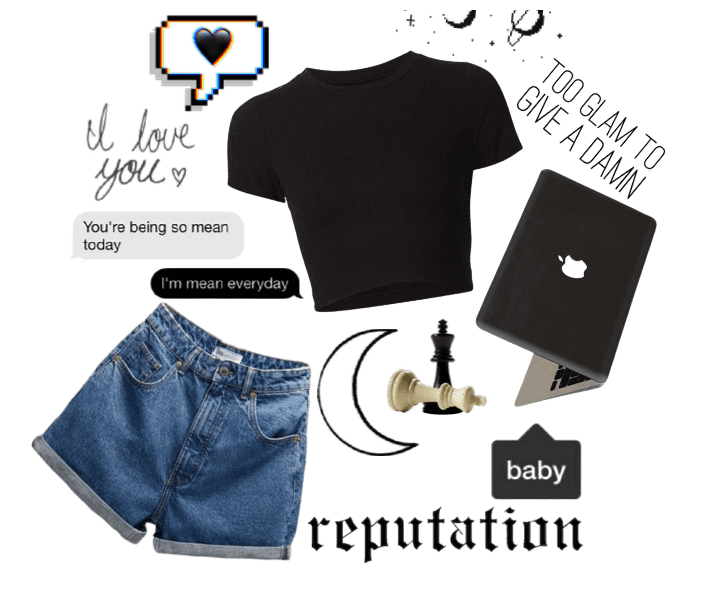 I love
you
TOO GLAM TO
GIVE A DAMN
You're being so mean
today
I'm mean everyday
baby
reputation